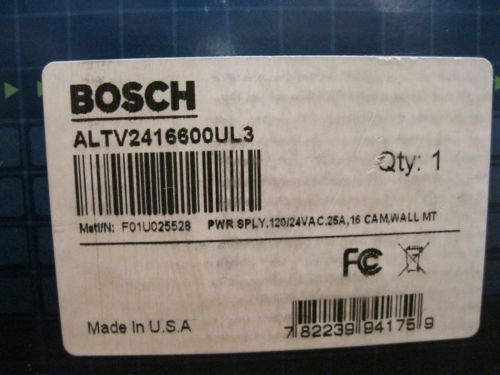 BOSCH
ALTV2416600UL3
Qty: 1
Matl/N: F01U025528 PWR SPLY.120/24VAC.25A,16 CAM,WALL MT
FC
Made In U.S.A
7 82239 94175 9